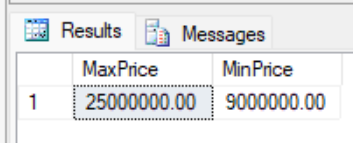 Results Messages
MaxPrice MinPrice
1 25000000.00 9000000.00